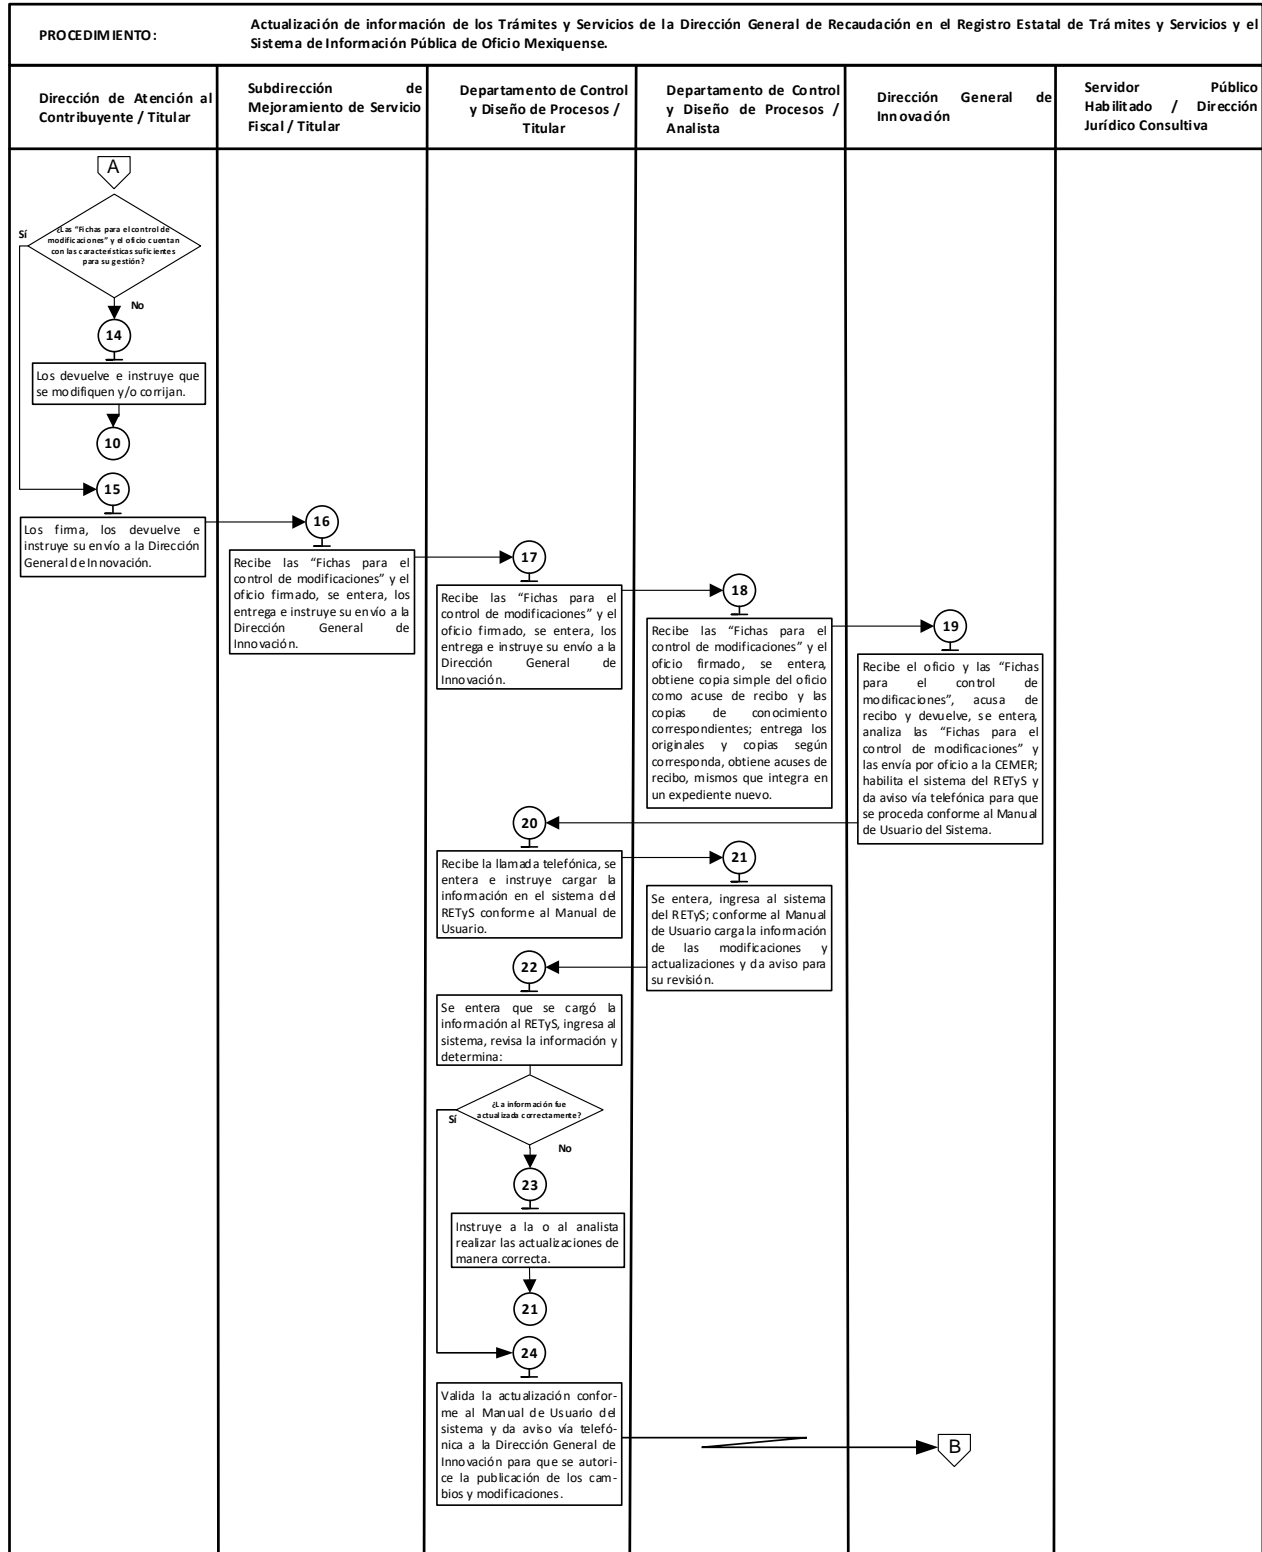 PROCEDIMIENTO:
Actualización de información de los Trámites y Servicios de la Dirección General de Recaudación en el Registro Estatal de Trámites y Servicios y el
Sistema de Información Pública de Oficio Mexiquense.
Dirección de Atención al
Contribuyente / Titular
Subdirección de
Mejoramiento de Servicio
Fiscal / Titular
Departamento de Control
y Diseño de Procesos /
Titular
Departamento de Control
y Diseño de Procesos /
Analista
Dirección General de
Innovación
Servidor Público
Habilitado / Dirección
Jurídico Consultiva
A
¿Las "Fichas para el control de
modificaciones" y el oficio cuentan
con las características suficientes
para su gestión?
Sí
No
14
Los devuelve e instruye que
se modifiquen y/o corrijan.
10
15
Los firma, los devuelve e
instruye su envío a la Dirección
General de Innovación.
16
Recibe las "Fichas para el
control de modificaciones" y el
oficio firmado, se entera, los
entrega e instruye su envío a la
Dirección General de
Innovación.
17
Recibe las "Fichas para el
control de modificaciones" y el
oficio firmado, se entera, los
entrega e instruye su envío a la
Dirección General de
Innovación.
18
Recibe las "Fichas para el
control de modificaciones" y el
oficio firmado, se entera,
obtiene copia simple del oficio
como acuse de recibo y las
copias de conocimiento
correspondientes; entrega los
originales y copias según
corresponda, obtiene acuses de
recibo, mismos que integra en
un expediente nuevo.
19
Recibe el oficio y las "Fichas
para el control de
modificaciones", acusa de
recibo y devuelve, se entera,
analiza las "Fichas para el
control de modificaciones" y
las envía por oficio a la CEMER;
habilita el sistema del RETyS y
da aviso vía telefónica para que
se proceda conforme al Manual
de Usuario del Sistema.
20
Recibe la llamada telefónica, se
entera e instruye cargar la
información en el sistema del
RETyS conforme al Manual de
Usuario.
21
Se entera, ingresa al sistema
del RETyS; conforme al Manual
de Usuario carga la información
de las modificaciones y
actualizaciones y da aviso para
su revisión.
22
Se entera que se cargó la
información al RETyS, ingresa al
sistema, revisa la información y
determina:
¿La información fue
actualizada correctamente?
Sí
No
23
Instruye a la o al analista
realizar las actualizaciones de
manera correcta.
21
24
Valida la actualización confor-
me al Manual de Usuario del
sistema y da aviso vía telefó-
nica a la Dirección General de
Innovación para que se autori-
ce la publicación de los cam-
bios y modificaciones.
B